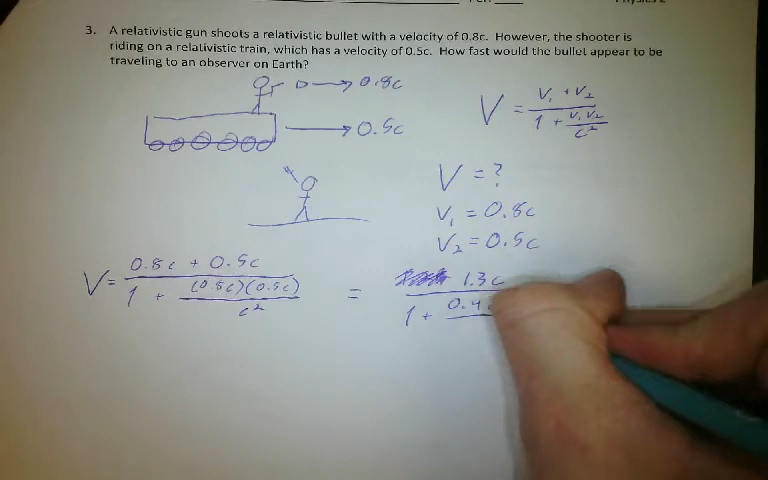 3. A relativistic gun shoots a relativistic bullet with a velocity of 0.8c. However, the shooter is
riding on a relativistic train, which has a velocity of 0.5c. How fast would the bullet appear to be
traveling to an observer on Earth?
0.8c
0.5c
V = V₁ + V₂ / 1 + V₁V₂ / c²
V = ?
V₁ = 0.8c
V₂ = 0.5c
V = 0.8c + 0.5c / 1 + (0.8c)(0.5c) / c² = 1.3c / 1 + 0.4